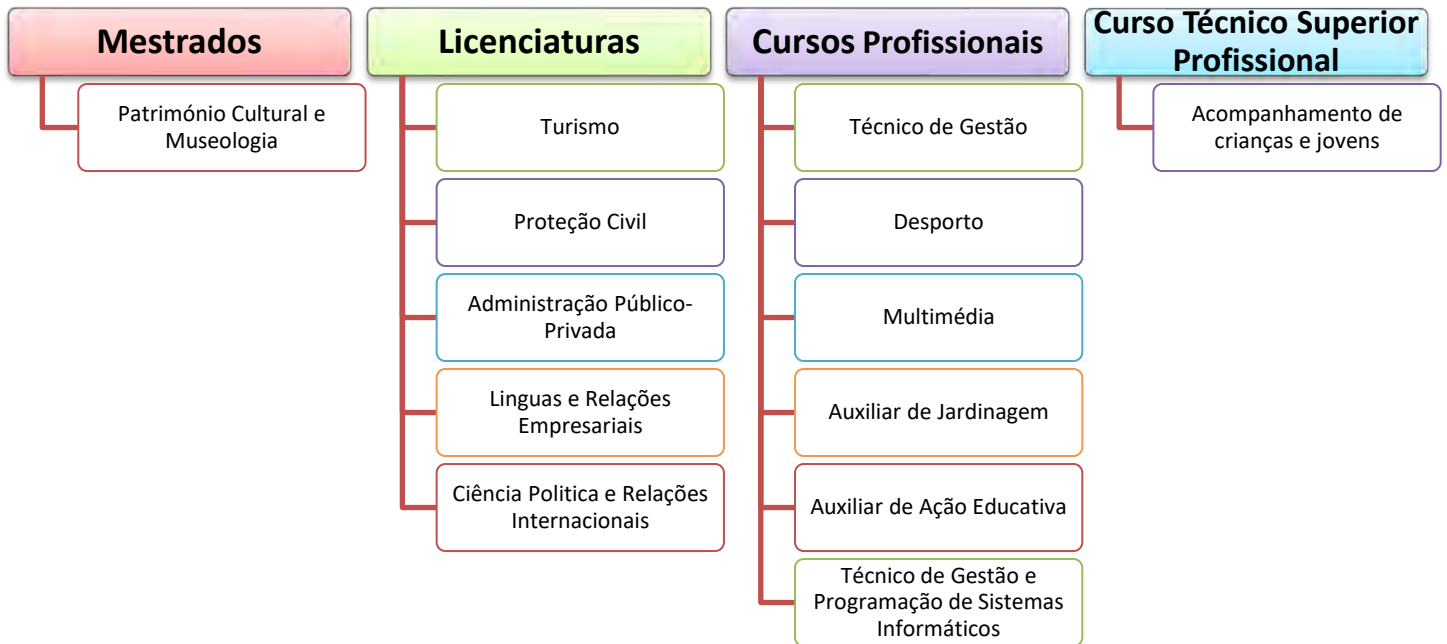 Mestrados
Património Cultural e
Museologia
Licenciaturas
Turismo
Proteção Civil
Administração Público-
Privada
Linguas e Relações
Empresariais
Ciência Politica e Relações
Internacionais
Cursos Profissionais
Técnico de Gestão
Desporto
Multimédia
Auxiliar de Jardinagem
Auxiliar de Ação Educativa
Técnico de Gestão e
Programação de Sistemas
Informáticos
Curso Técnico Superior
Profissional
Acompanhamento de
crianças e jovens